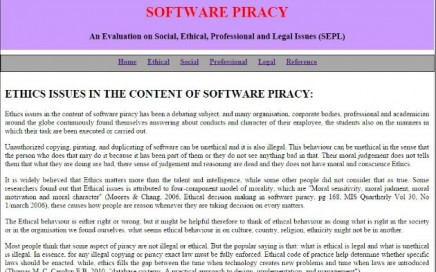 SOFTWARE PIRACY
An Evaluation on Social, Ethical, Professional and Legal Issues (SEPL)
Home Ethical Social Professional Legal Reference
ETHICS ISSUES IN THE CONTENT OF SOFTWARE PIRACY:
Ethics issues in the content of software piracy has been a debating subject, and many organisation, corporate bodies, professional and academician
around the globe continuously found themselves answering about conducts and character of their employee, the students also on the manners in
which their task are been executed or carried out.
Unauthorized copying, pirating, and duplicating of software can be unethical and it is also illegal. This behaviour can be unethical in the sense that
the person who does that may do it because it has been part of them or they do not see anything bad in that. Their moral judgement does not tells
them that what they are doing are bad, there sense of judgement and reasoning are dead and they does not have moral and conscience Ethics.
It is widely believed that Ethics matters more than the talent and intelligence, while some other people did not consider that as true. Some
researchers found out that Ethical issues is attributed to four-component model of morality, which are "Moral sensitivity, moral judment, moral
motivation and moral character" (Moores & Chang, 2006. Ethical decision making in software piracy. pg 168. MIS Quarthrly Vol 30, No
1/march 2006), these four issues causes people are reason whenever they are taking decision on every matters.
The Ethical behaviour is either right or wrong, but it might be helpful therefore to think of ethical behaviour as doing what is right in the society
or in the organisation we found ourselves. what seems ethical behaviour in on culture, country, region, ethnicity might not be in another.
Most people think that some aspect of piracy are not illegal or ethical. But the popular saying is that: what is ethical is legal and what is unethical
is illegal. In essence, for any illegal copying or piracy exact law must be fully enforced. Ethical code of practice help determine whether specific
laws should be enacted. while, ethics fills the gap between the time when technology creates now problems and time when new laws are introduced
(Thomas M. C, Carolyn E.B, 2010. "database systems: A practical approach to design, implementation, and management")